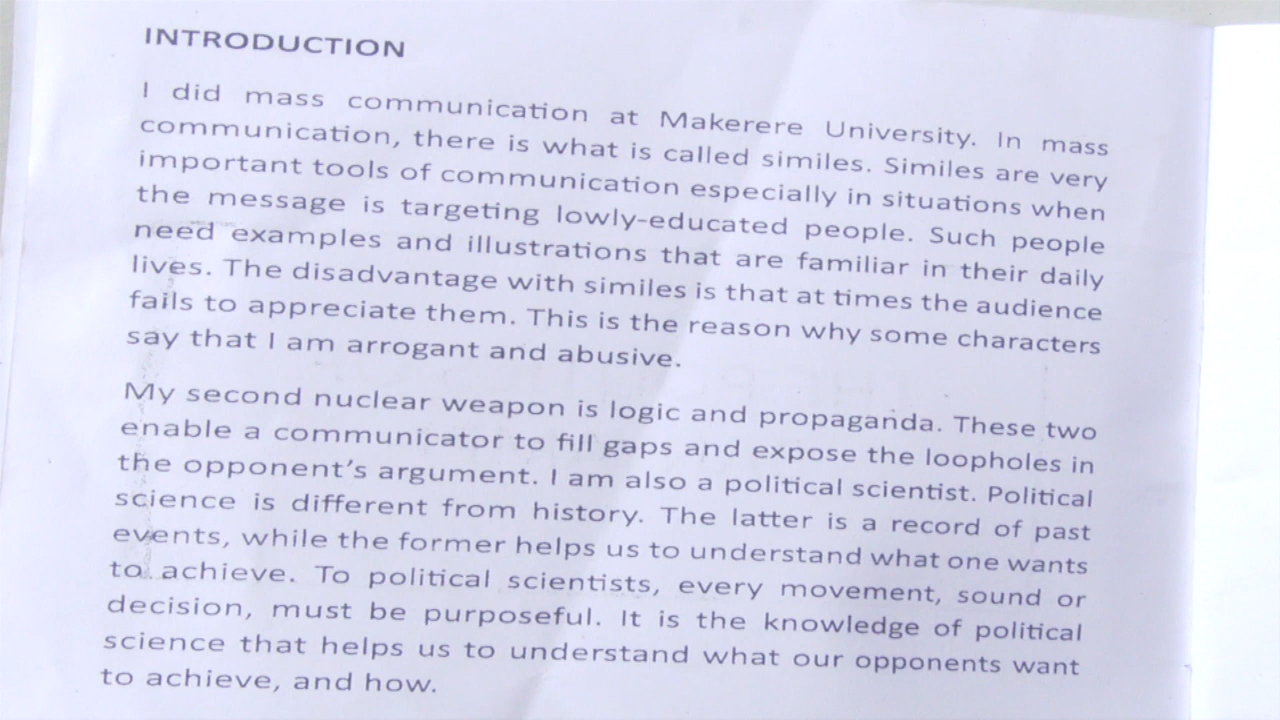 INTRODUCTION
I did mass communication at Makerere University. In mass
communication, there is what is called similes. Similes are very
important tools of communication especially in situations when
the message is targeting lowly-educated people. Such people
need examples and illustrations that are familiar in their daily
lives. The disadvantage with similes is that at times the audience
fails to appreciate them. This is the reason why some characters
say that I am arrogant and abusive.
My second nuclear weapon is logic and propaganda. These two
enable a communicator to fill gaps and expose the loopholes in
the opponent’s argument. I am also a political scientist. Political
science is different from history. The latter is a record of past
events, while the former helps us to understand what one wants
to achieve. To political scientists, every movement, sound or
decision, must be purposeful. It is the knowledge of political
science that helps us to understand what our opponents want
to achieve, and how.